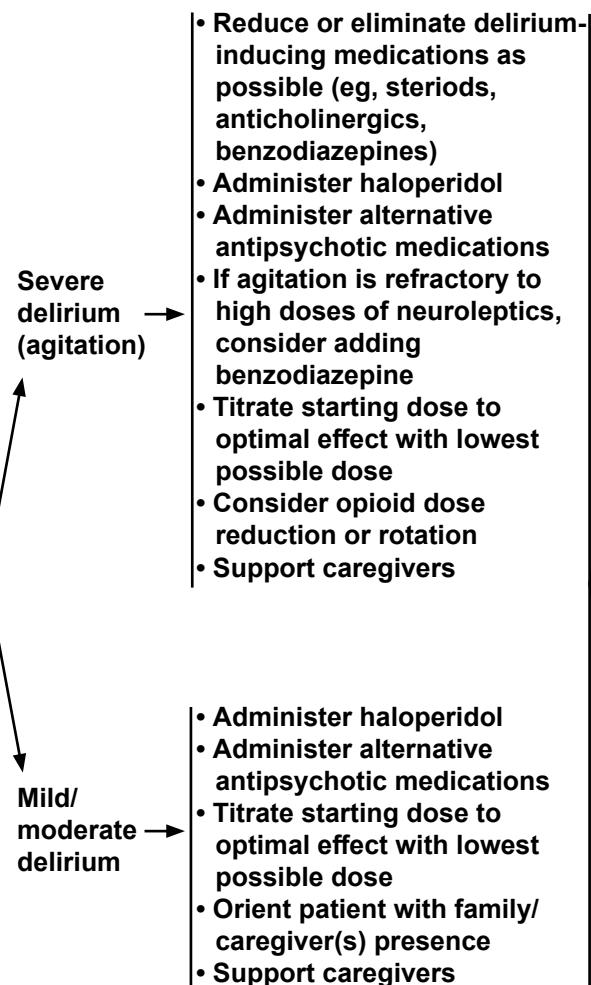 • Reduce or eliminate delirium-
inducing medications as
possible (eg, steriods,
anticholinergics,
benzodiazepines)
• Administer haloperidol
• Administer alternative
antipsychotic medications
• If agitation is refractory to
high doses of neuroleptics,
consider adding
benzodiazepine
• Titrate starting dose to
optimal effect with lowest
possible dose
• Consider opioid dose
reduction or rotation
• Support caregivers
Severe
delirium
(agitation)
• Administer haloperidol
• Administer alternative
antipsychotic medications
• Titrate starting dose to
optimal effect with lowest
possible dose
• Orient patient with family/
caregiver(s) presence
• Support caregivers
Mild/
moderate
delirium